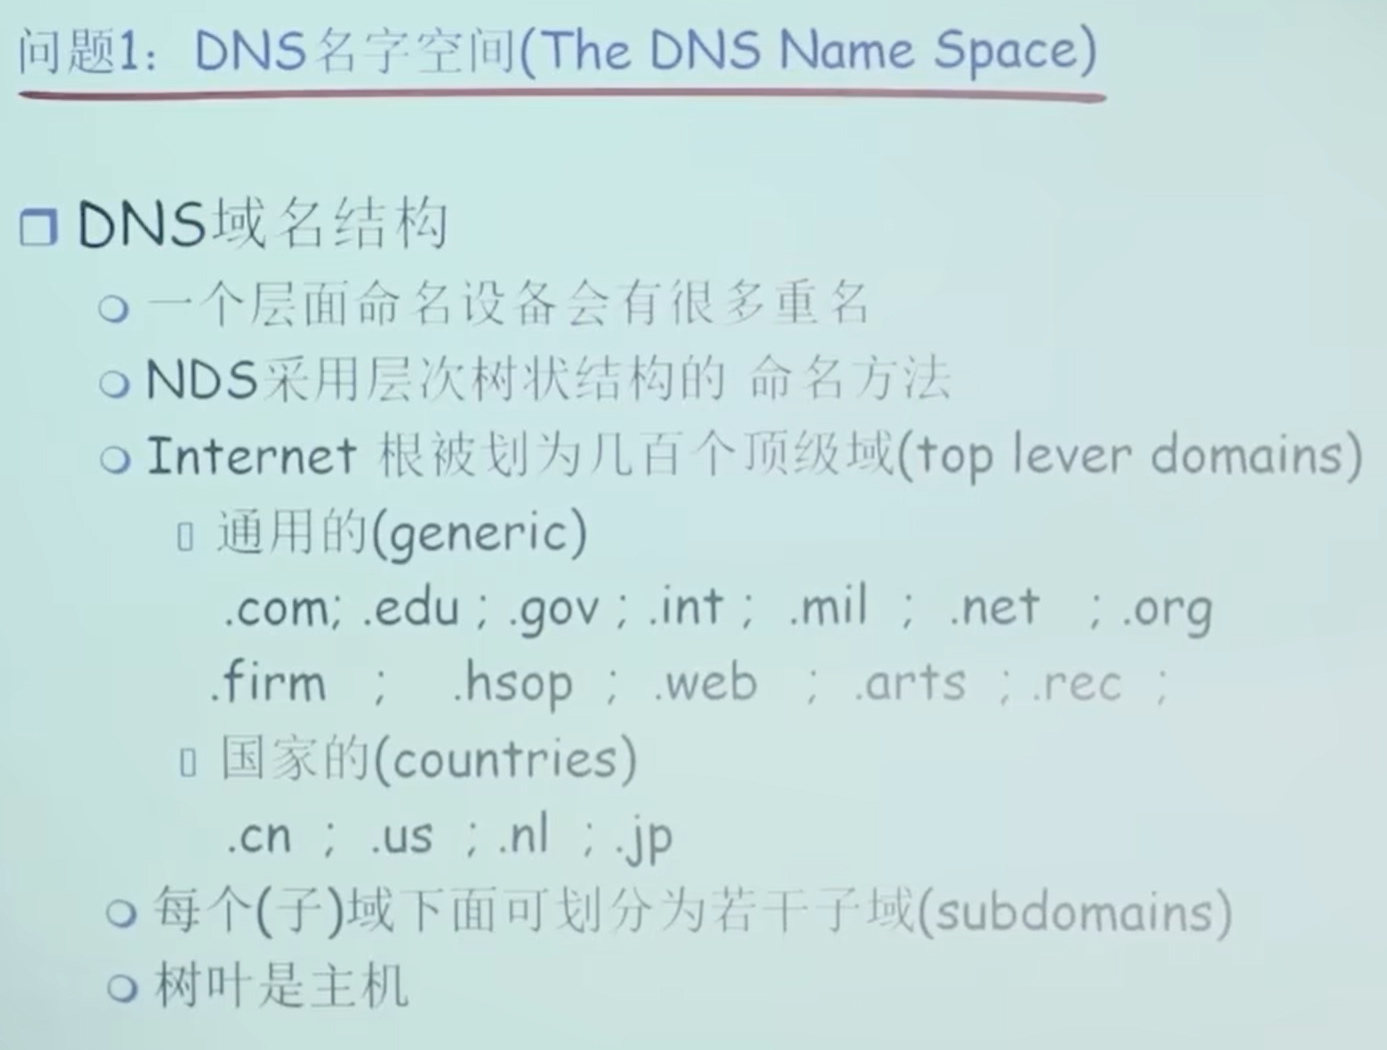 问题1：DNS名字空间(The DNS Name Space)
DNS域名结构
一个层面命名设备会有很多重名
NDS采用层次树状结构的 命名方法
Internet 根被划为几百个顶级域(top lever domains)
通用的(generic)
.com; .edu ; .gov ; .int ; .mil ; .net ; .org
.firm ; .hsop ; .web ; .arts ; .rec ;
国家的(countries)
.cn ; .us ; .nl ; .jp
每个(子)域下面可划分为若干子域(subdomains)
树叶是主机